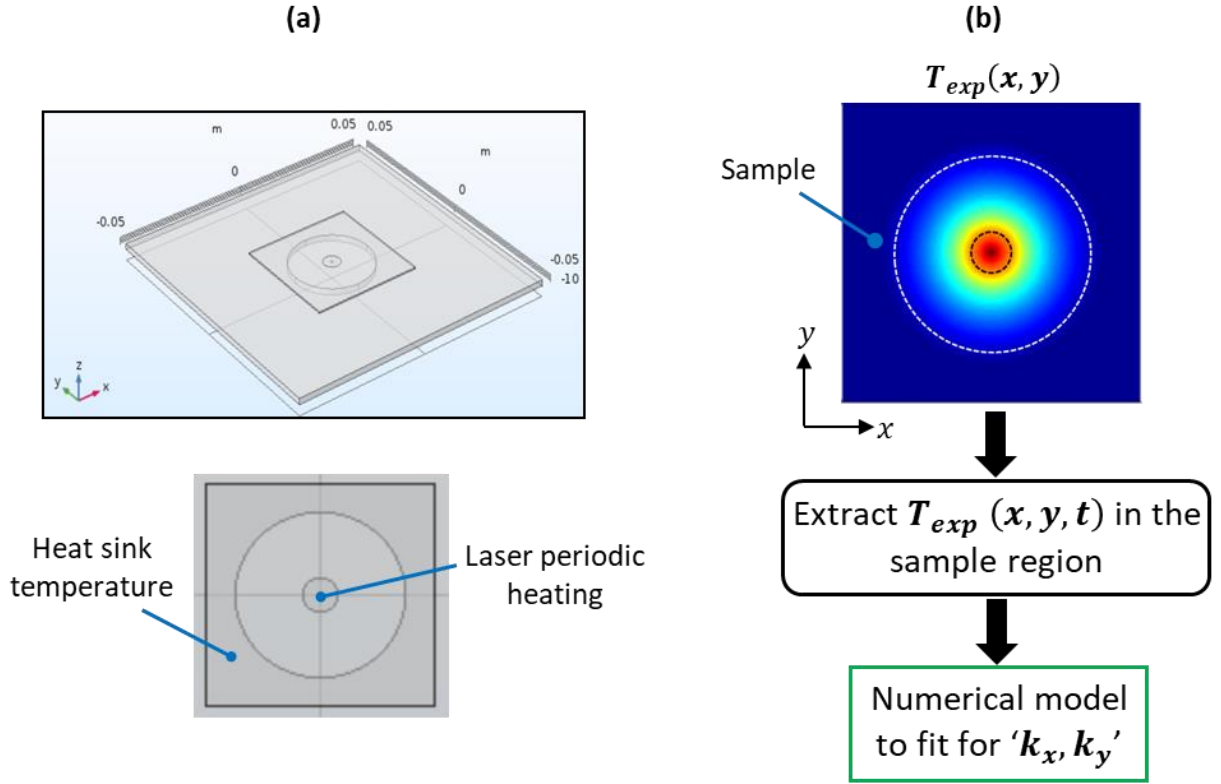 (a)
m
0.05 0.05
m
0
0
-0.05
-0.05
-10
z
y
x
Heat sink
temperature
Laser periodic
heating
(b)
T_exp(x, y)
Sample
y
x
Extract T_exp (x, y, t) in the
sample region
Numerical model
to fit for ‘k_x, k_y’